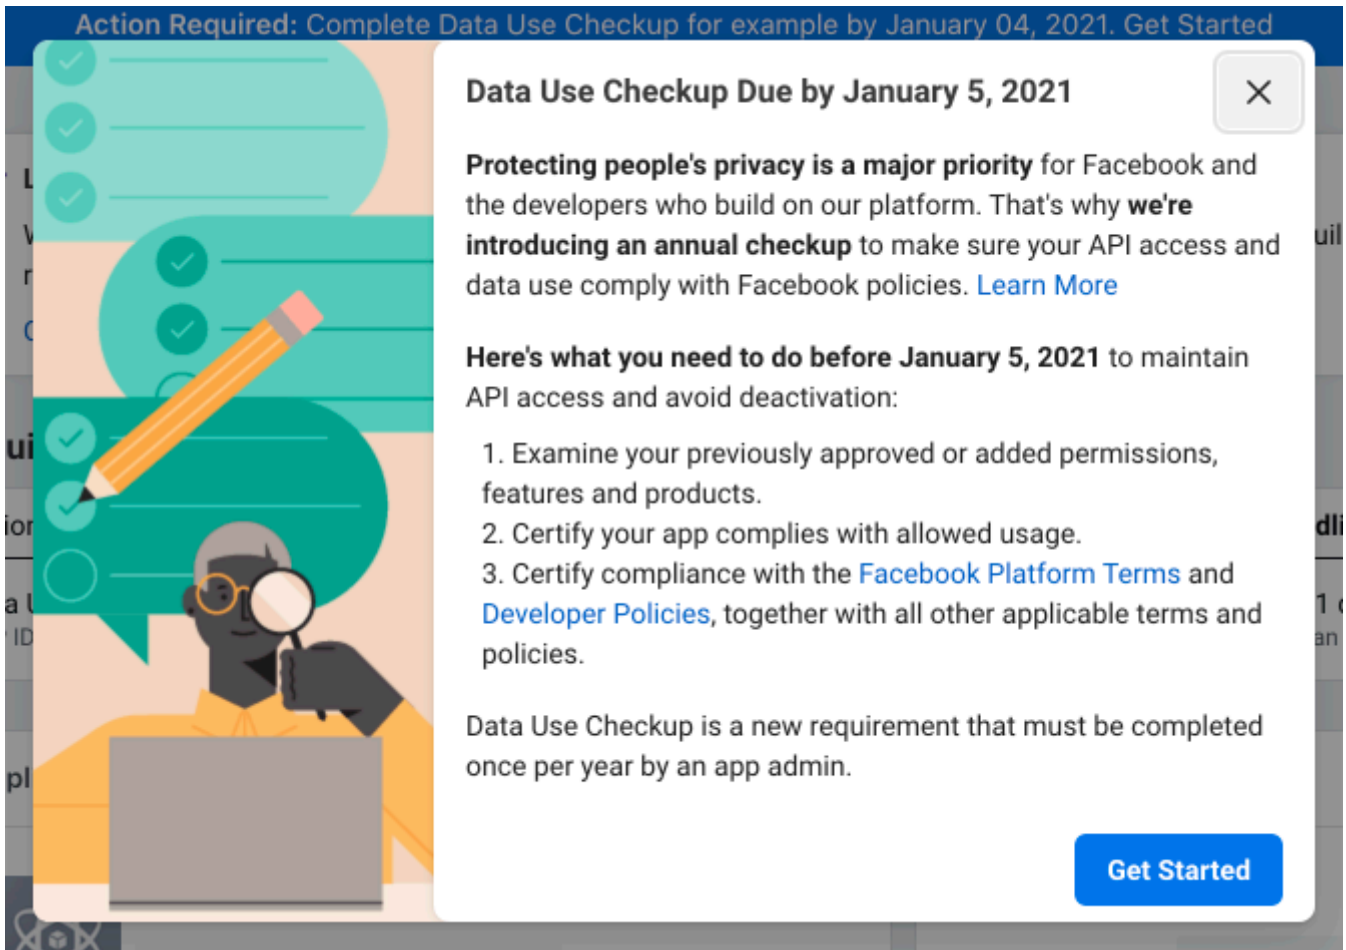 Action Required: Complete Data Use Checkup for example by January 04, 2021. Get Started
Data Use Checkup Due by January 5, 2021
Protecting people's privacy is a major priority for Facebook and
the developers who build on our platform. That's why we're
introducing an annual checkup to make sure your API access and
data use comply with Facebook policies. Learn More
Here's what you need to do before January 5, 2021 to maintain
API access and avoid deactivation:
1. Examine your previously approved or added permissions,
features and products.
2. Certify your app complies with allowed usage.
3. Certify compliance with the Facebook Platform Terms and
Developer Policies, together with all other applicable terms and
policies.
Data Use Checkup is a new requirement that must be completed
once per year by an app admin.
Get Started